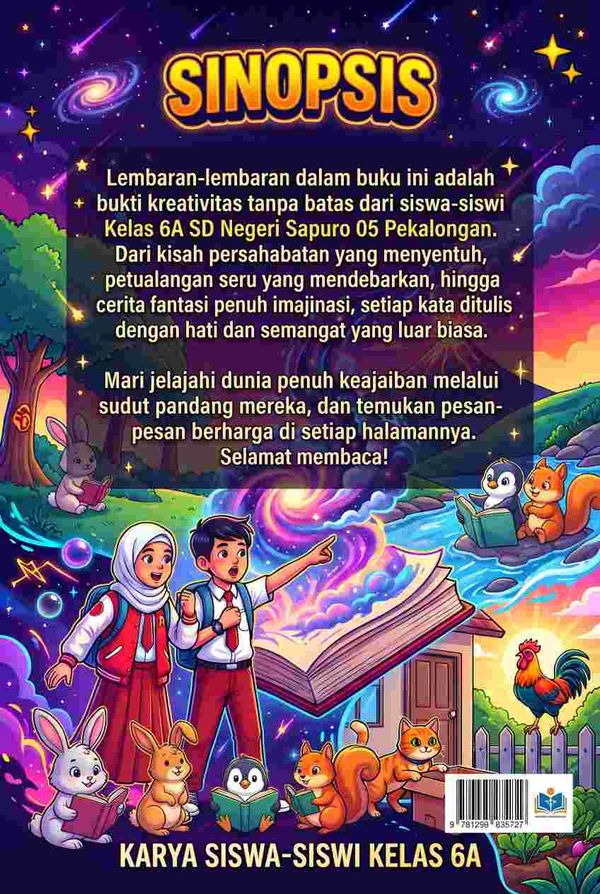 SINOPSIS
Lembaran-lembaran dalam buku ini adalah
bukti kreativitas tanpa batas dari siswa-siswi
Kelas 6A SD Negeri Sapuro 05 Pekalongan.
Dari kisah persahabatan yang menyentuh,
petualangan seru yang mendebarkan, hingga
cerita fantasi penuh imajinasi, setiap kata ditulis
dengan hati dan semangat yang luar biasa.
Mari jelajahi dunia penuh keajaiban melalui
sudut pandang mereka, dan temukan pesan-
pesan berharga di setiap halamannya.
Selamat membaca!
9 781290 835727
KARYA SISWA-SISWI KELAS 6A